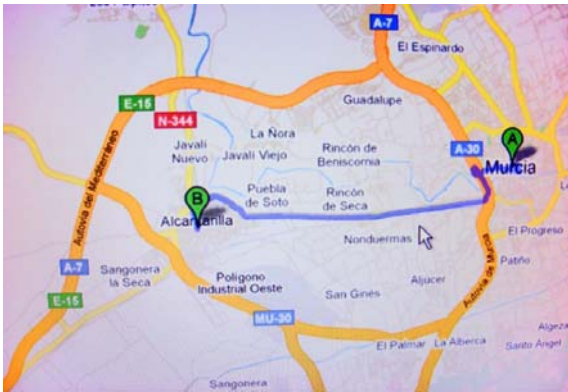 A-7
El Espinardo
E-15
Guadalupe
N-344
La Ñora
A-30
A
Javalí
Nuevo
Javalí Viejo
Rincón de
Beniscornia
Murcia
B
Puebla
de Soto
Rincón
de Seca
Alcantarilla
Nonduermas
El Progreso
Autovía del Mediterráneo
A-7
Sangonera
la Seca
Polígono
Industrial Oeste
Aljucer
Patiño
Autovía de Murcia
E-15
San Ginés
MU-30
El Palmar
La Alberca
Algeza
Santo Ángel
Sangonera